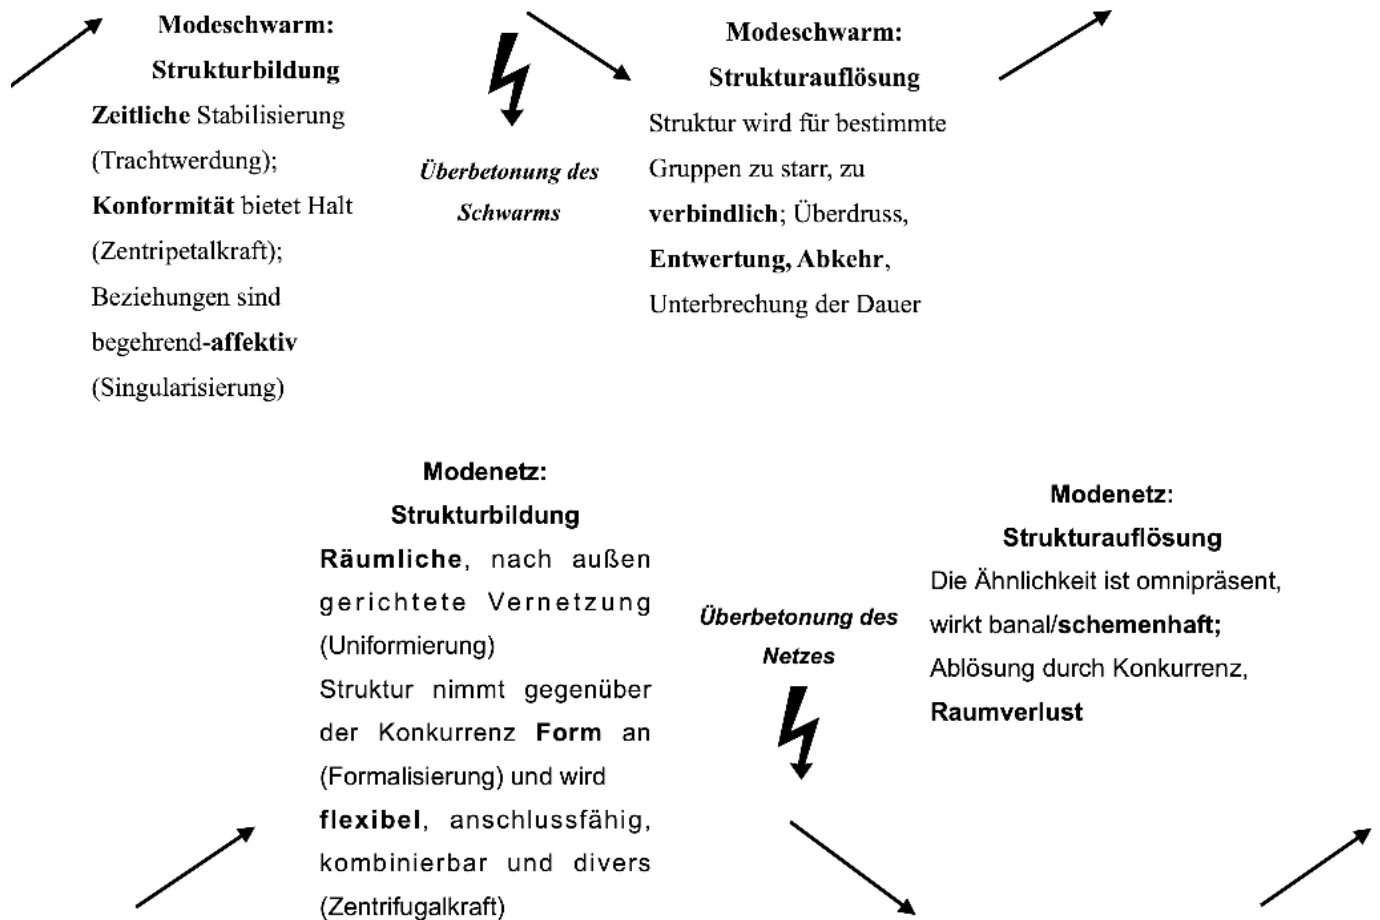 Modeschwarm:
Strukturbildung
Zeitliche Stabilisierung
(Trachtwerdung);
Konformität bietet Halt
(Zentripetalkraft);
Beziehungen sind
begehrend-affektiv
(Singularisierung)
Überbetonung des
Schwarms
Modeschwarm:
Strukturauflösung
Struktur wird für bestimmte
Gruppen zu starr, zu
verbindlich; Überdruss,
Entwertung, Abkehr,
Unterbrechung der Dauer
Modenetz:
Strukturbildung
Räumliche, nach außen
gerichtete Vernetzung
(Uniformierung)
Struktur nimmt gegenüber
der Konkurrenz Form an
(Formalisierung) und wird
flexibel, anschlussfähig,
kombinierbar und divers
(Zentrifugalkraft)
Überbetonung des
Netzes
Modenetz:
Strukturauflösung
Die Ähnlichkeit ist omnipräsent,
wirkt banal/schemenhaft;
Ablösung durch Konkurrenz,
Raumverlust